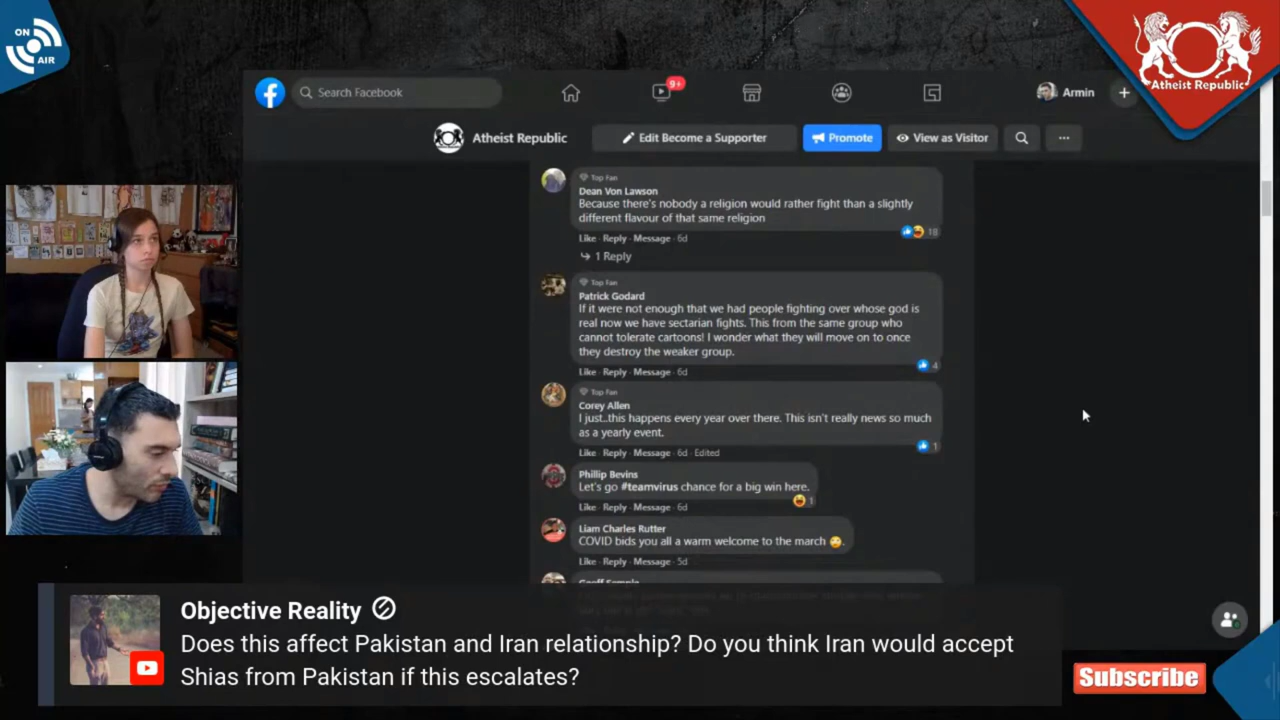 ON
AIR
Atheist Republic
Search Facebook
9+
Armin
Atheist Republic
Edit Become a Supporter
Promote
View as Visitor
Top Fan
Dean Von Lawson
Because there's nobody a religion would rather fight than a slightly
different flavour of that same religion
18
Like · Reply · Message · 6d
1 Reply
Top Fan
Patrick Godard
If it were not enough that we had people fighting over whose god is
real now we have sectarian fights. This from the same group who
cannot tolerate cartoons! I wonder what they will move on to once
they destroy the weaker group.
4
Like · Reply · Message · 6d
Top Fan
Corey Allen
I just..this happens every year over there. This isn't really news so much
as a yearly event.
1
Like · Reply · Message · 6d · Edited
Phillip Bevins
Let's go #teamvirus chance for a big win here.
1
Like · Reply · Message · 6d
Liam Charles Rutter
COVID bids you all a warm welcome to the march 🙄.
Like · Reply · Message · 5d
Objective Reality
Does this affect Pakistan and Iran relationship? Do you think Iran would accept
Shias from Pakistan if this escalates?
Subscribe